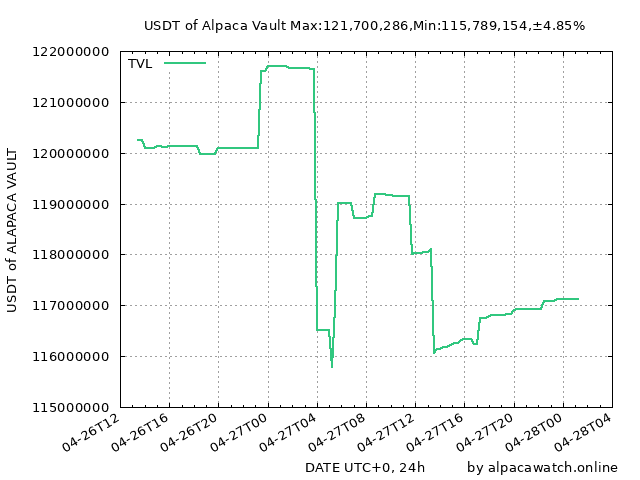 USDT of Alpaca Vault Max:121,700,286,Min:115,789,154,±4.85%
TVL
122000000
121000000
120000000
119000000
118000000
117000000
116000000
115000000
USDT of ALAPACA VAULT
04-26T12
04-26T16
04-26T20
04-27T00
04-27T04
04-27T08
04-27T12
04-27T16
04-27T20
04-28T00
04-28T04
DATE UTC+0, 24h
by alpacawatch.online